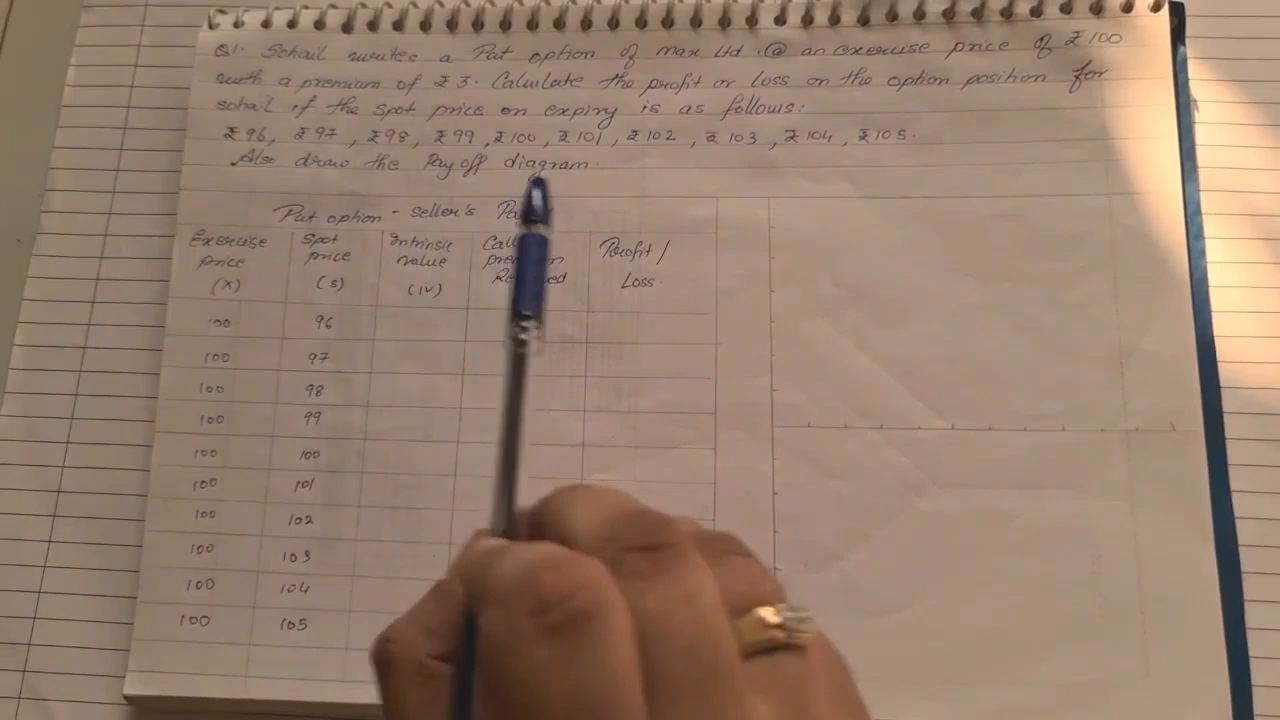 Q1. Sohail writes a Put option of Max Ltd. @ an exercise price of ₹100
with a premium of ₹3. Calculate the profit or loss on the option position for
sohail if the spot price on expiry is as follows:
₹96, ₹97, ₹98, ₹99, ₹100, ₹101, ₹102, ₹103, ₹104, ₹105.
Also draw the Pay off diagram.
Put option - seller's
Exercise price (X)
Spot price (S)
Intrinsic value (iv)
Profit / Loss.
100 96
100 97
100 98
100 99
100 100
100 101
100 102
100 103
100 104
100 105